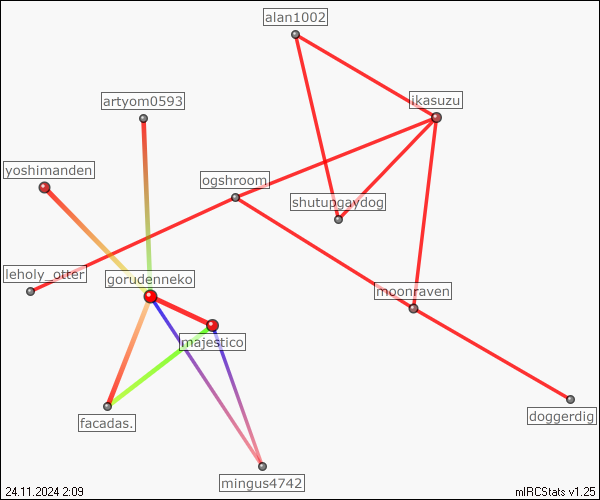 alan1002
ikasuzu
artyom0593
yoshimanden
ogshroom
shutupgaydog
leholy_otter
gorudenneko
moonraven
majestico
facadas.
doggerdig
mingus4742
24.11.2024 2:09
mIRCStats v1.25